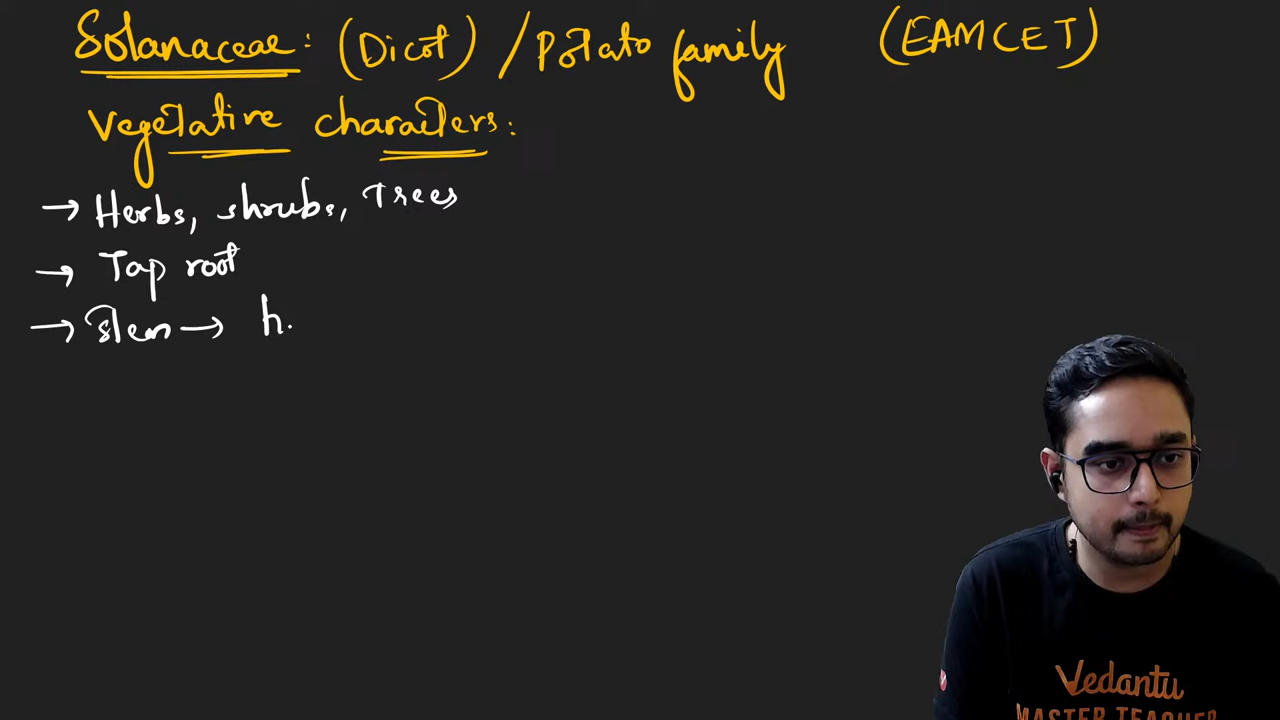 Solanaceae: (Dicot) / Potato family (EAMCET)
Vegetative characters:
→ Herbs, shrubs, Trees
→ Tap root
→ Stem → h.
Vedantu
MASTER TEACHER